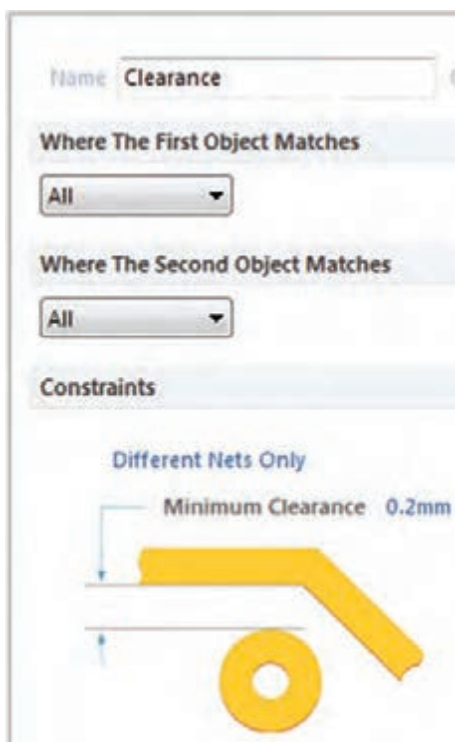 Name Clearance
Where The First Object Matches
All
Where The Second Object Matches
All
Constraints
Different Nets Only
Minimum Clearance 0.2mm